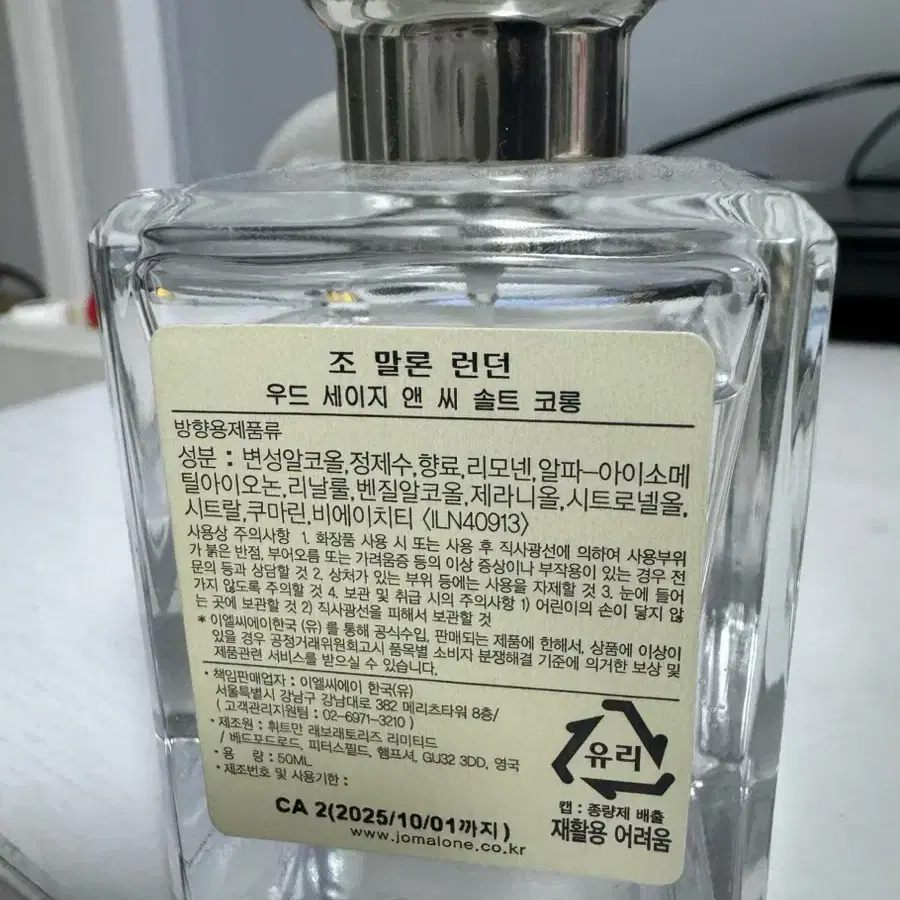 조 말론 런던
우드 세이지 앤 씨 솔트 코롱
방향용제품류
성분 : 변성알코올,정제수,향료,리모넨,알파-아이소메
틸아이오논,리날룰,벤질알코올,제라니올,시트로넬올,
시트랄,쿠마린,비에이치티 <ILN40913>
사용상 주의사항 1. 화장품 사용 시 또는 사용 후 직사광선에 의하여 사용부위
가 붉은 반점, 부어오름 또는 가려움증 등의 이상 증상이나 부작용이 있는 경우 전
문의 등과 상담할 것 2. 상처가 있는 부위 등에는 사용을 자제할 것 3. 눈에 들어
가지 않도록 주의할 것 4. 보관 및 취급 시의 주의사항 1) 어린이의 손이 닿지 않
는 곳에 보관할 것 2) 직사광선을 피해서 보관할 것
* 이엘씨에이한국 (유) 를 통해 공식수입, 판매되는 제품에 한해서, 상품에 이상이
있을 경우 공정거래위원회고시 품목별 소비자 분쟁해결 기준에 의거한 보상 및
제품관련 서비스를 받으실 수 있습니다.
· 책임판매업자 : 이엘씨에이 한국(유)
서울특별시 강남구 강남대로 382 메리츠타워 8층/
( 고객관리지원팀 : 02-6971-3210 )
· 제조원 : 휘트만 래보래토리즈 리미티드
/ 베드포드로드, 피터스필드, 햄프셔, GU32 3DD, 영국
· 용 량 : 50ML
· 제조번호 및 사용기한 :
CA 2(2025/10/01까지)
www.jomalone.co.kr
유리
캡 : 종량제 배출
재활용 어려움